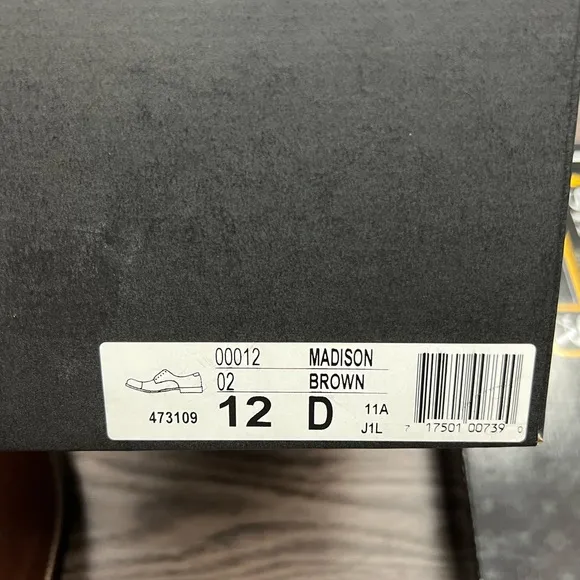 00012 MADISON
02 BROWN
473109 12 D 11A
J1L
7 17501 00739 0